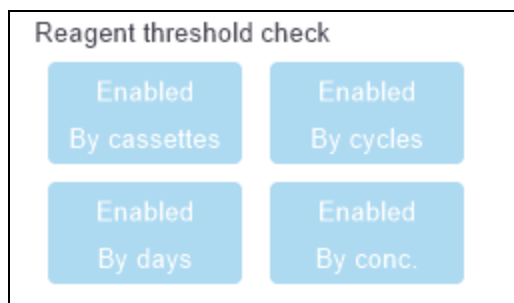 Reagent threshold check
Enabled
By cassettes
Enabled
By cycles
Enabled
By days
Enabled
By conc.